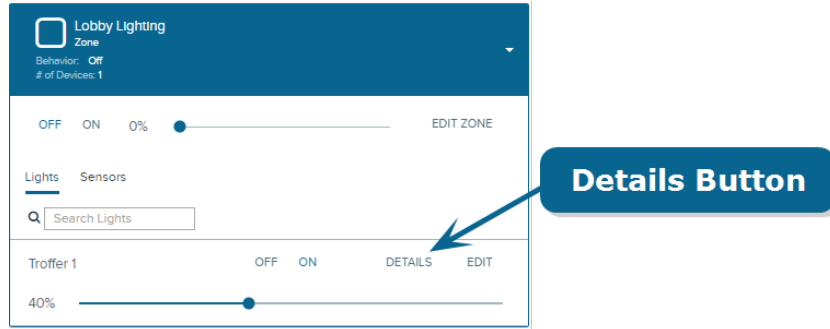 Lobby Lighting
Zone
Behavior: Off
# of Devices: 1
OFF ON 0% EDIT ZONE
Lights Sensors
Search Lights
Details Button
Troffer 1 OFF ON DETAILS EDIT
40%